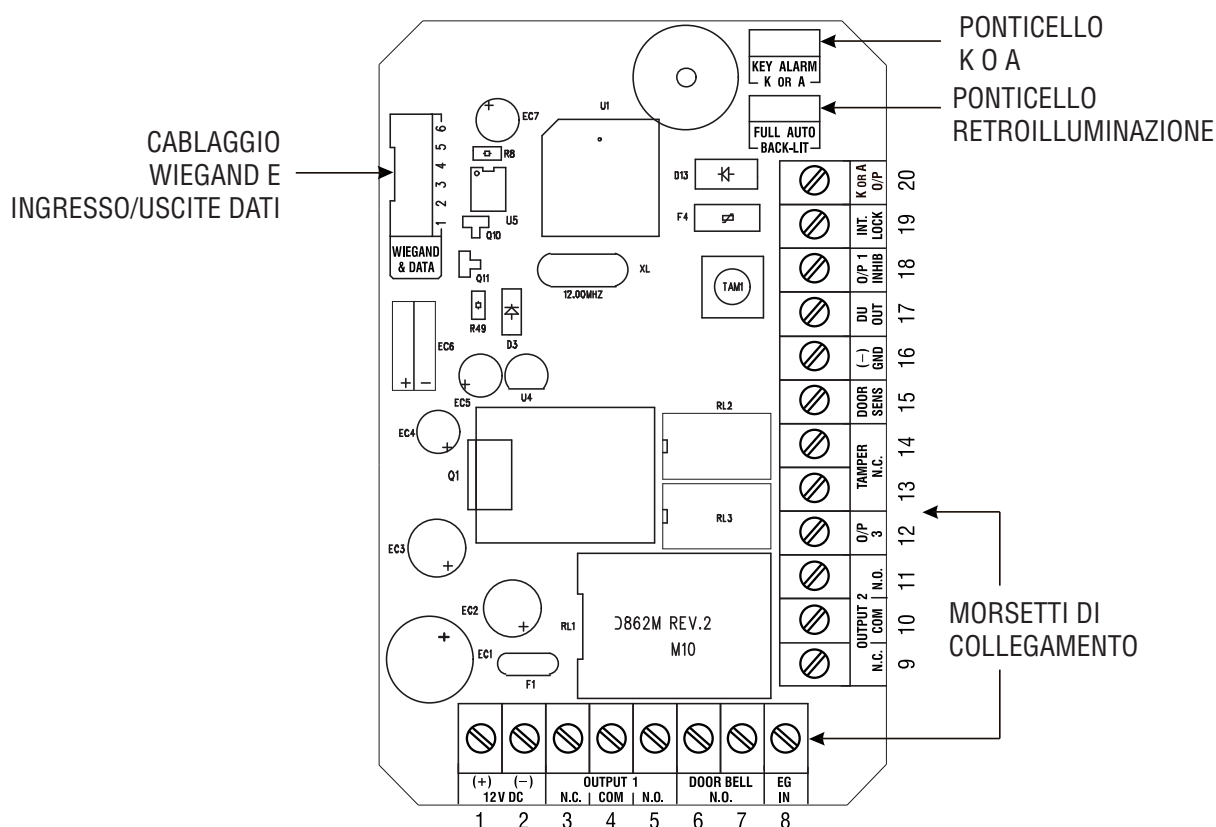 PONTICELLO
K O A
PONTICELLO
RETROILLUMINAZIONE
CABLAGGIO
WIEGAND E
INGRESSO/USCITE DATI
MORSETTI DI
COLLEGAMENTO
KEY ALARM
K OR A
FULL AUTO
BACK-LIT
U1
EC7
R8
U5
Q10
Q11
R49
D3
1 2 3 4 5 6
WIEGAND
& DATA
D13
F4
XL
12.00MHZ
TAM1
EC6
+ −
EC5
U4
EC4
Q1
RL2
RL3
EC3
EC2
RL1
D862M REV.2
M10
EC1
F1
K OR A
O/P
20
INT.
LOCK
19
O/P 1
INHIB
18
DU
OUT
17
(−)
GND
16
DOOR
SENS
15
TAMPER
N.C.
14
13
O/P
3
12
OUTPUT 2
N.C. COM N.O.
11
10
9
(+) (−)
12V DC
OUTPUT 1
N.C. COM N.O.
DOOR BELL
N.O.
EG
IN
1 2 3 4 5 6 7 8